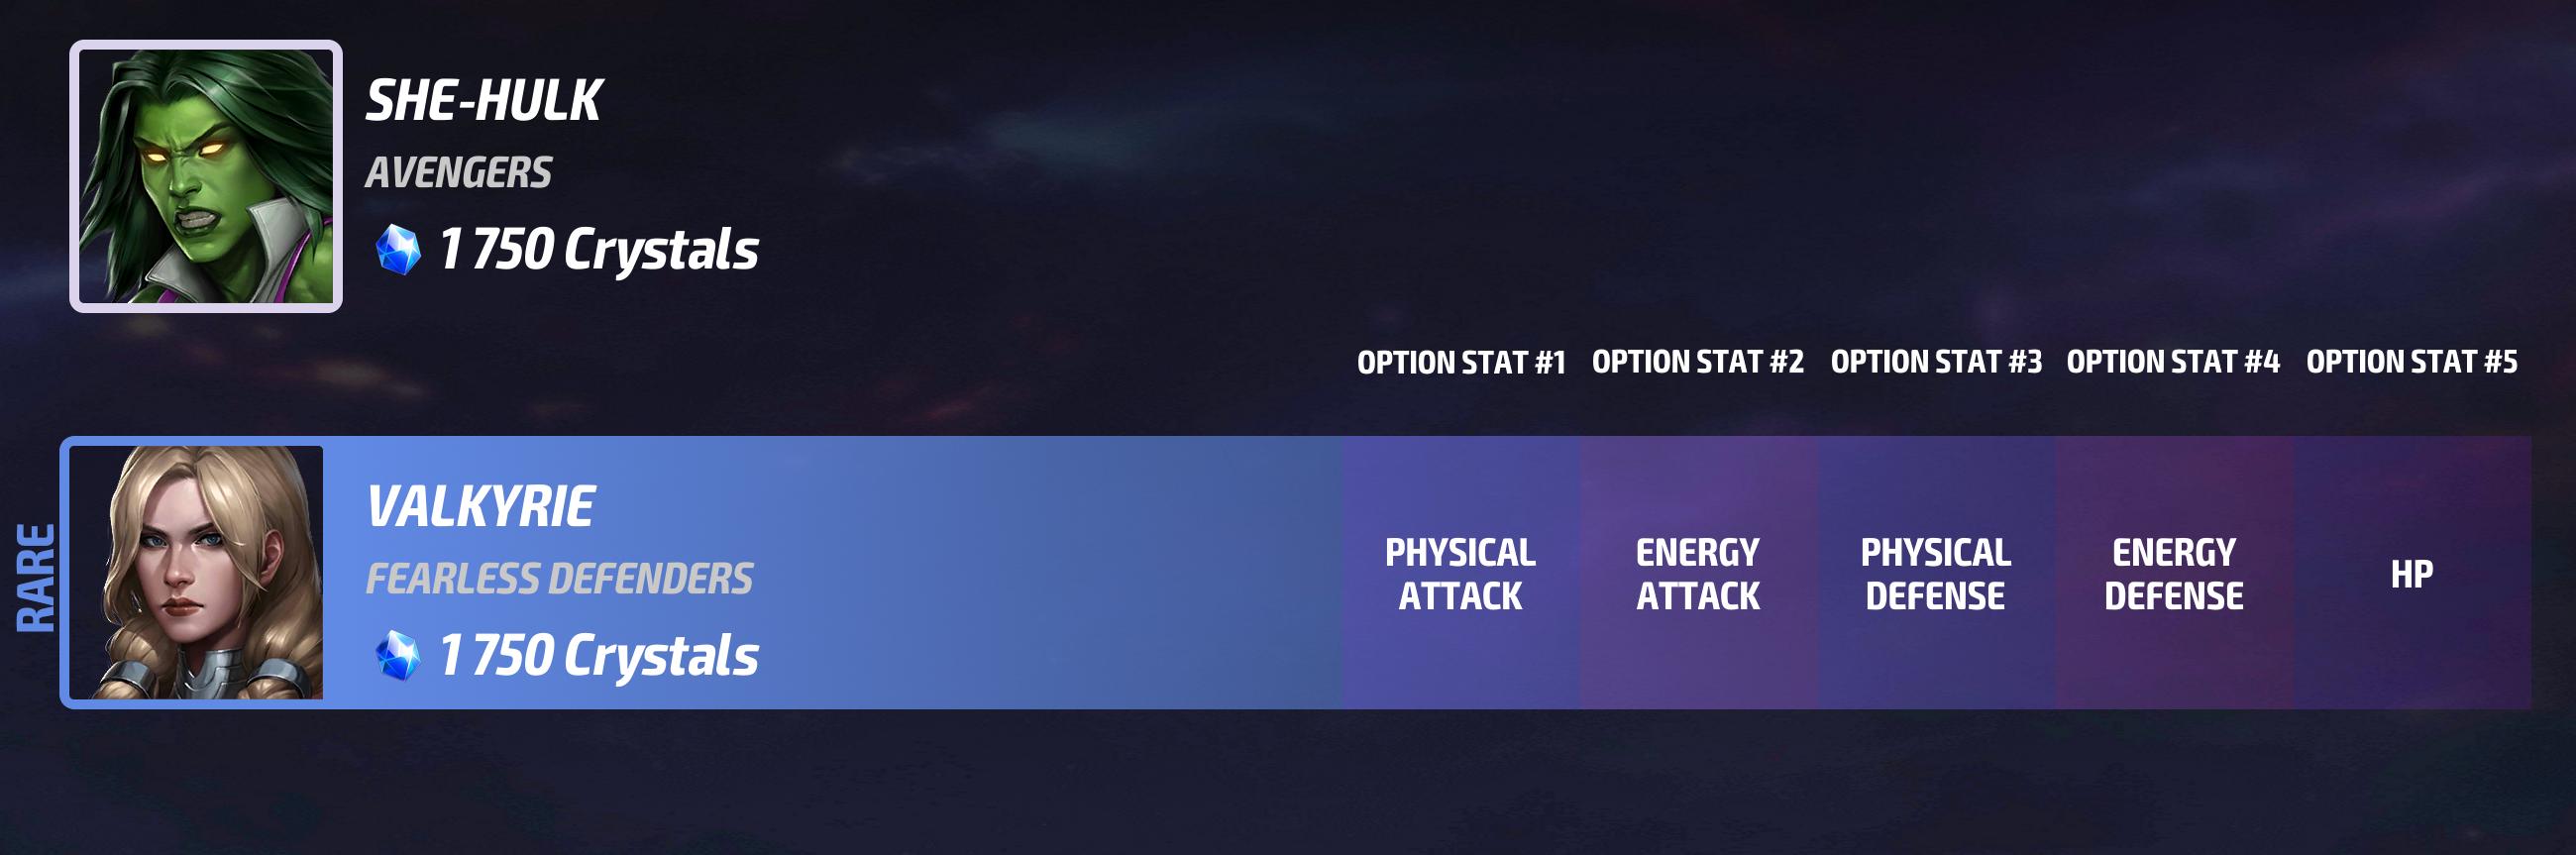 SHE-HULK
AVENGERS
1 750 Crystals
OPTION STAT #1 OPTION STAT #2 OPTION STAT #3 OPTION STAT #4 OPTION STAT #5
RARE
VALKYRIE
FEARLESS DEFENDERS
1 750 Crystals
PHYSICAL
ATTACK
ENERGY
ATTACK
PHYSICAL
DEFENSE
ENERGY
DEFENSE
HP